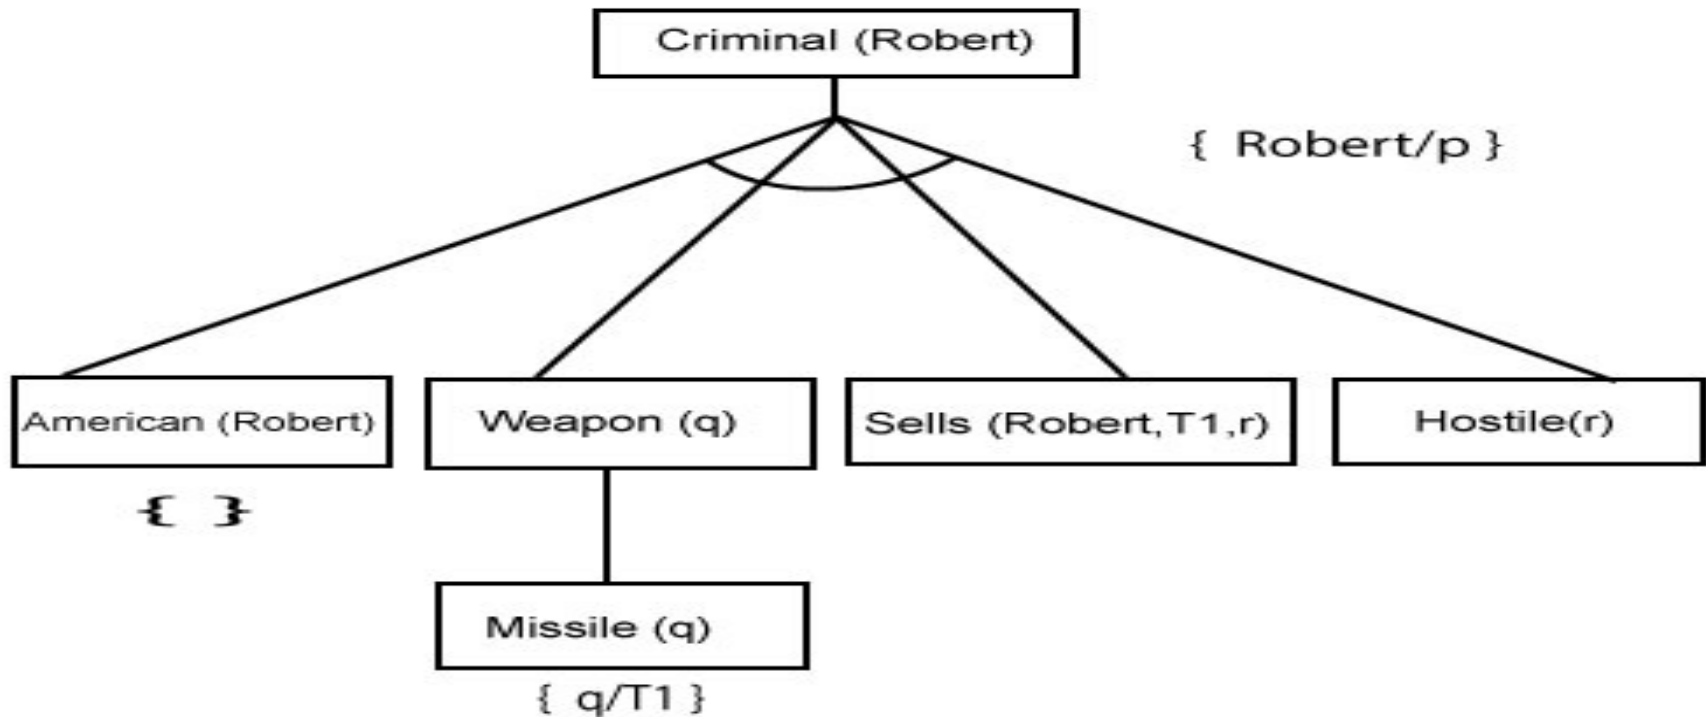 Criminal (Robert)
{ Robert/p }
American (Robert)
Weapon (q)
Sells (Robert,T1,r)
Hostile(r)
{ }
Missile (q)
{ q/T1 }